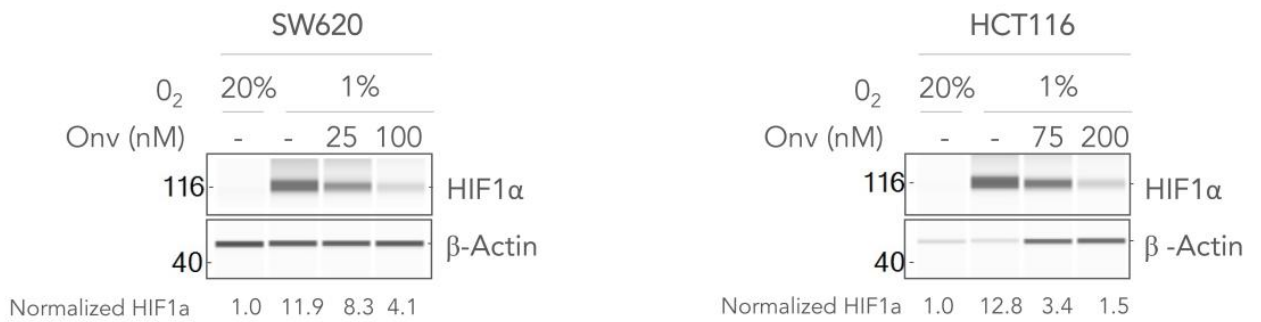 SW620
O2 20% 1%
Onv (nM) - - 25 100
116 HIF1α
40 β-Actin
Normalized HIF1a 1.0 11.9 8.3 4.1
HCT116
O2 20% 1%
Onv (nM) - - 75 200
116 HIF1α
40 β -Actin
Normalized HIF1a 1.0 12.8 3.4 1.5